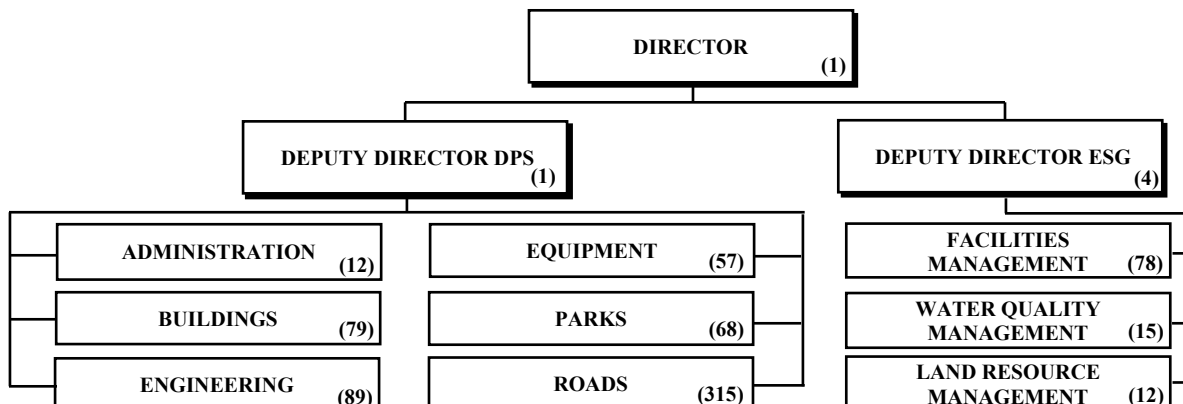 DIRECTOR
(1)
DEPUTY DIRECTOR DPS
(1)
DEPUTY DIRECTOR ESG
(4)
ADMINISTRATION
(12)
EQUIPMENT
(57)
FACILITIES
MANAGEMENT
(78)
BUILDINGS
(79)
PARKS
(68)
WATER QUALITY
MANAGEMENT
(15)
ENGINEERING
(89)
ROADS
(315)
LAND RESOURCE
MANAGEMENT
(12)